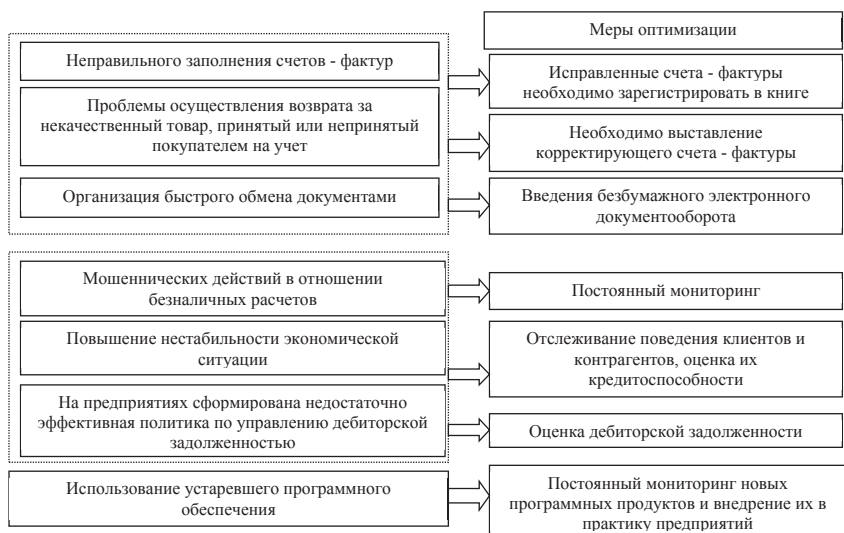 Меры оптимизации
Неправильного заполнения счетов - фактур
Исправленные счета - фактуры
необходимо зарегистрировать в книге
Проблемы осуществления возврата за
некачественный товар, принятый или непринятый
покупателем на учет
Необходимо выставление
корректирующего счета - фактуры
Организация быстрого обмена документами
Введения безбумажного электронного
документооборота
Мошеннических действий в отношении
безналичных расчетов
Постоянный мониторинг
Повышение нестабильности экономической
ситуации
Отслеживание поведения клиентов и
контрагентов, оценка их
кредитоспособности
На предприятиях сформирована недостаточно
эффективная политика по управлению дебиторской
задолженностью
Оценка дебиторской задолженности
Использование устаревшего программного
обеспечения
Постоянный мониторинг новых
программных продуктов и внедрение их в
практику предприятий